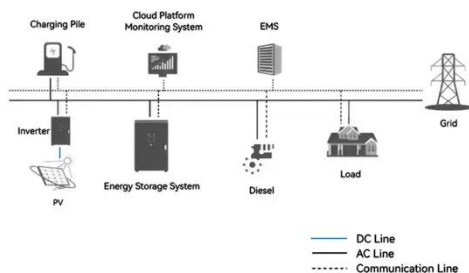 Charging Pile
Cloud Platform
Monitoring System
EMS
Grid
Inverter
PV
Energy Storage System
Diesel
Load
DC Line
AC Line
Communication Line